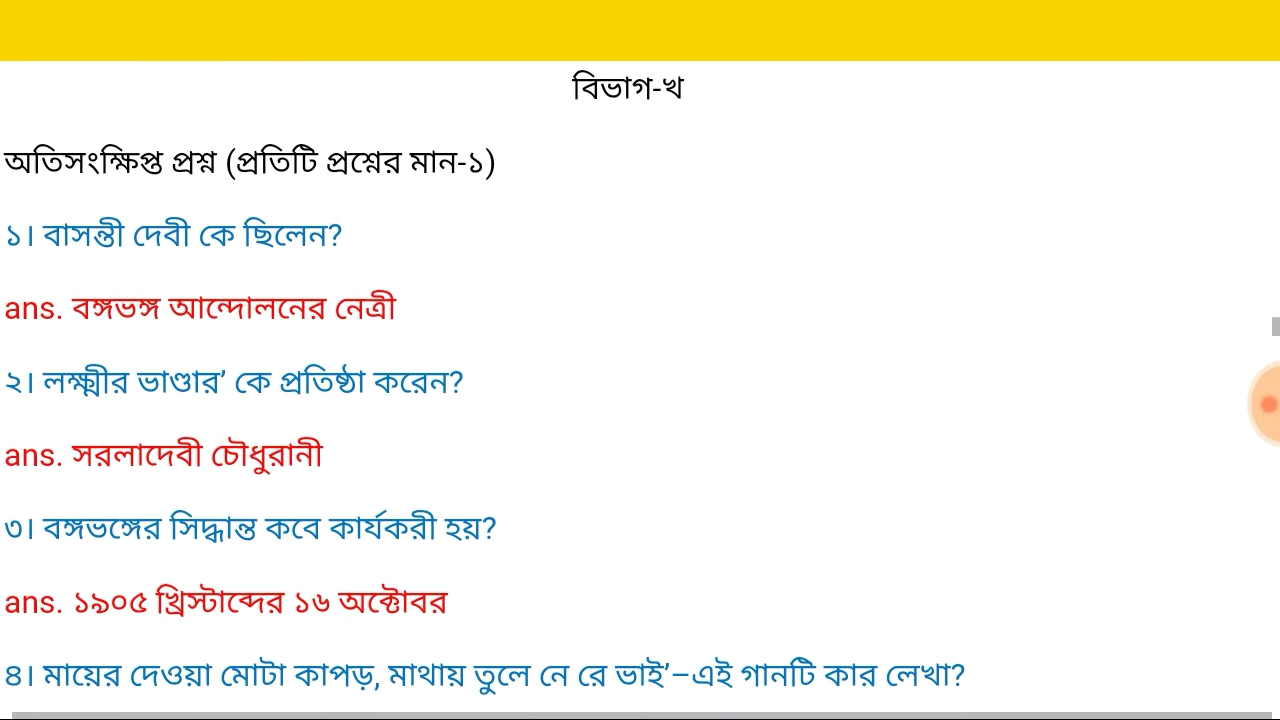 বিভাগ-খ
অতিসংক্ষিপ্ত প্রশ্ন (প্রতিটি প্রশ্নের মান-১)
১। বাসন্তী দেবী কে ছিলেন?
ans. বঙ্গভঙ্গ আন্দোলনের নেত্রী
২। লক্ষ্মীর ভাণ্ডার’ কে প্রতিষ্ঠা করেন?
ans. সরলাদেবী চৌধুরানী
৩। বঙ্গভঙ্গের সিদ্ধান্ত কবে কার্যকরী হয়?
ans. ১৯০৫ খ্রিস্টাব্দের ১৬ অক্টোবর
৪। মায়ের দেওয়া মোটা কাপড়, মাথায় তুলে নে রে ভাই’–এই গানটি কার লেখা?